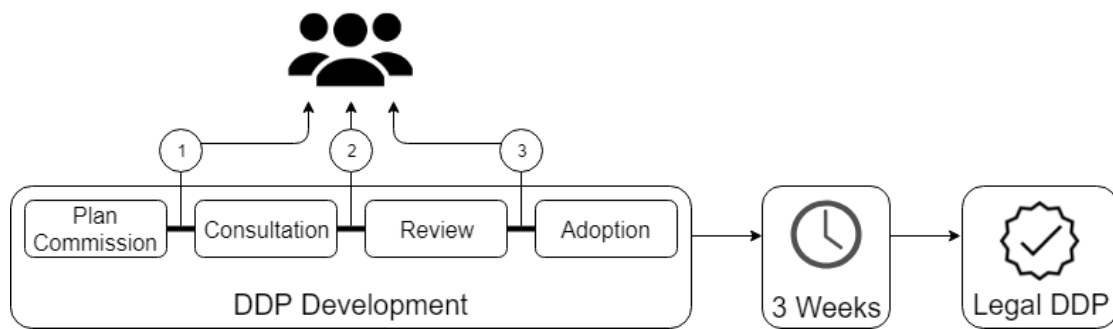 1
2
3
Plan
Commission
Consultation
Review
Adoption
DDP Development
3 Weeks
Legal DDP